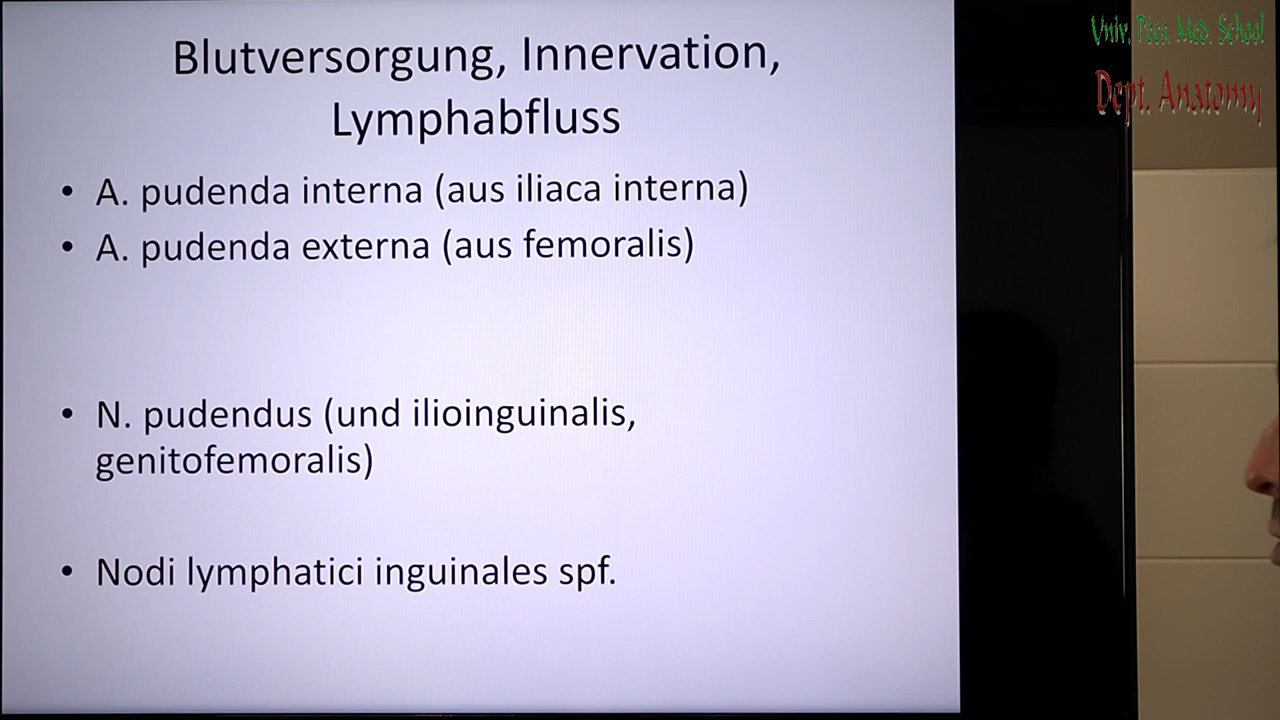 Blutversorgung, Innervation,
Lymphabfluss
• A. pudenda interna (aus iliaca interna)
• A. pudenda externa (aus femoralis)
• N. pudendus (und ilioinguinalis,
genitofemoralis)
• Nodi lymphatici inguinales spf.
Univ. Pécs. Med. School
Dept. Anatomy